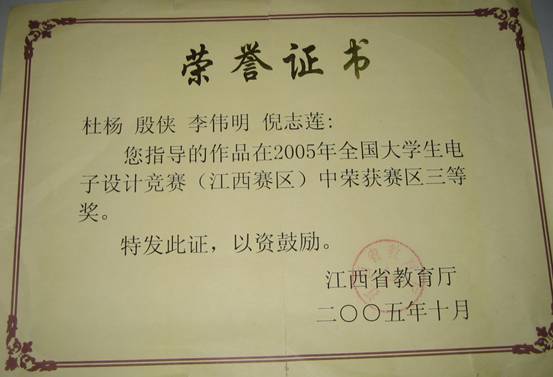 荣誉证书
杜杨 殷侠 李伟明 倪志莲:
您指导的作品在2005年全国大学生电
子设计竞赛（江西赛区）中荣获赛区三等
奖。
特发此证，以资鼓励。
江西省教育厅
二〇〇五年十月